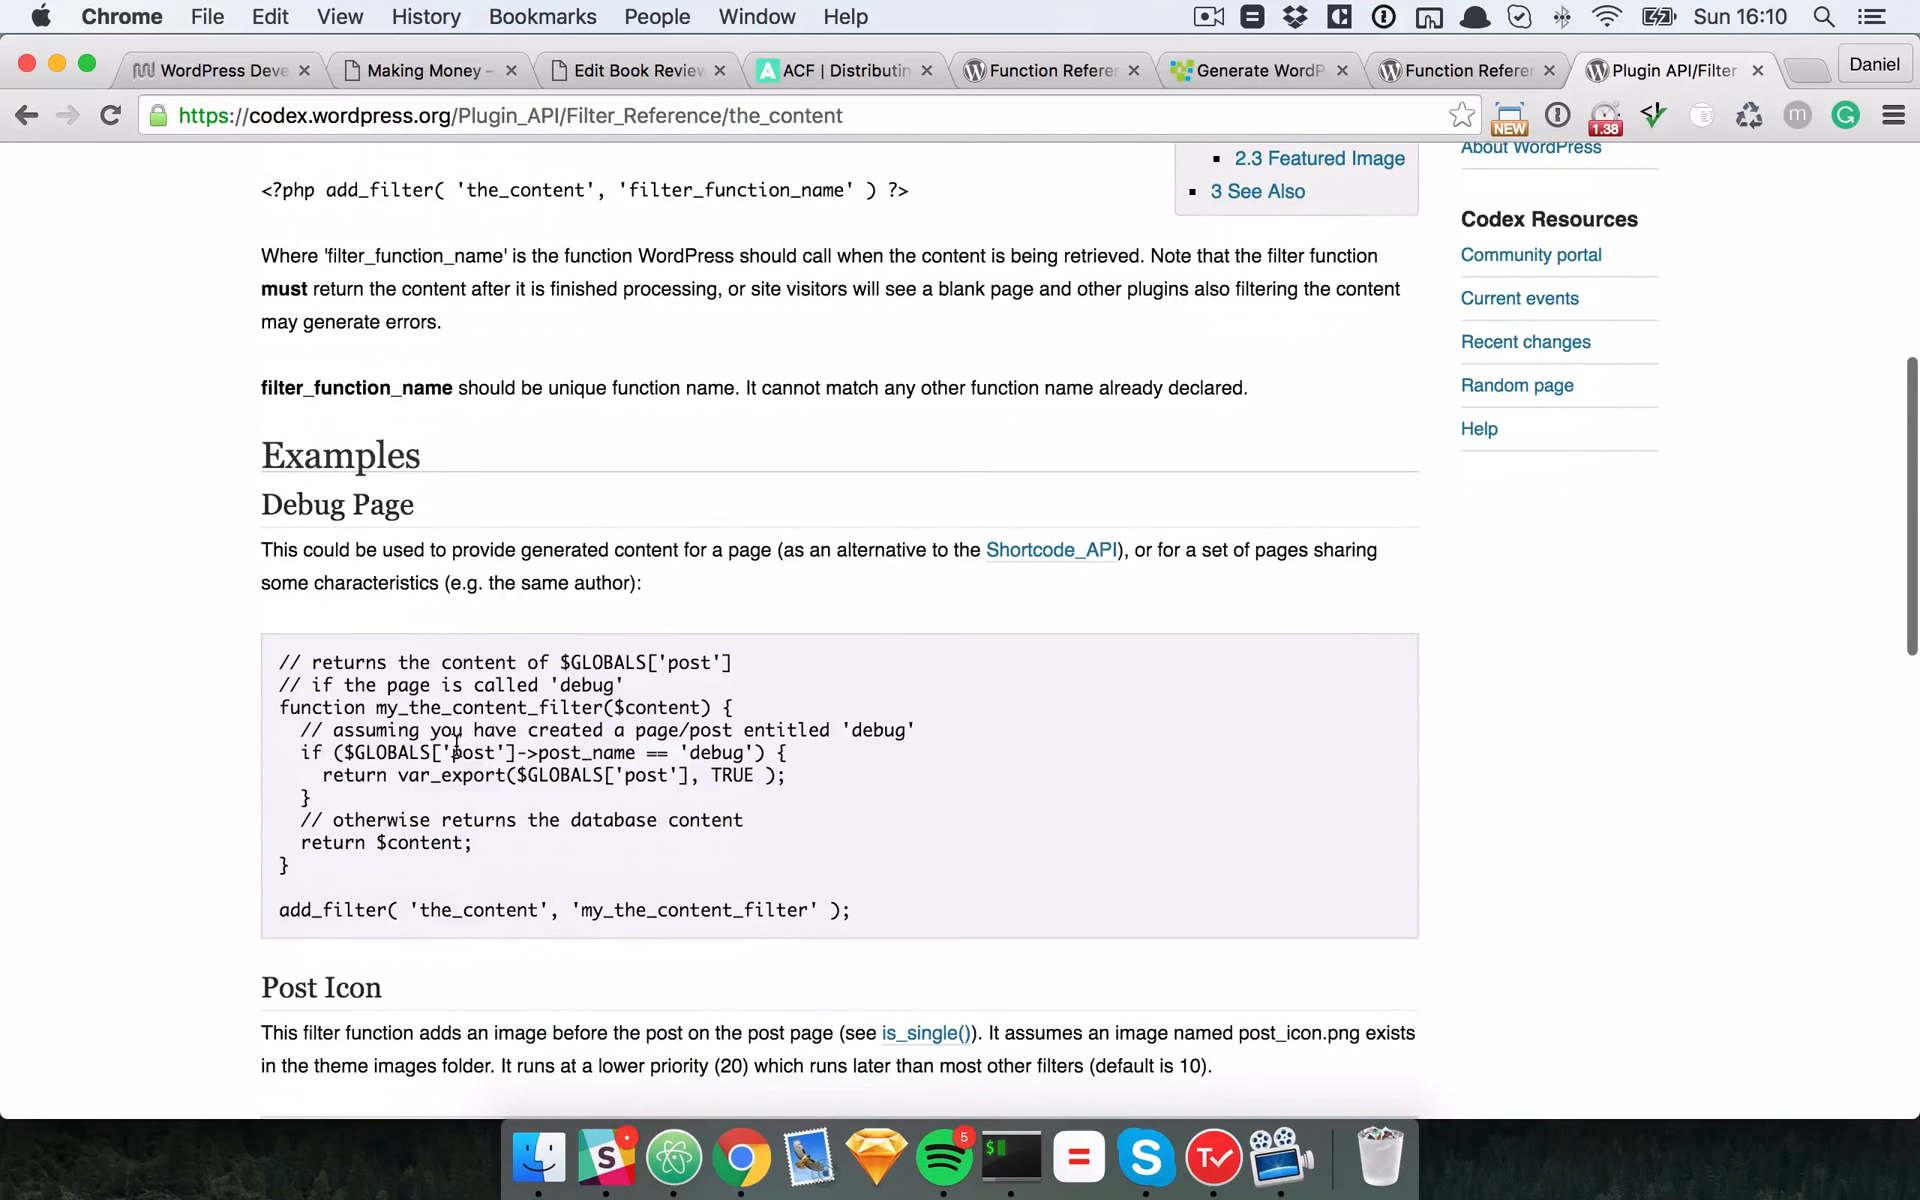 Chrome File Edit View History Bookmarks People Window Help Sun 16:10
WordPress Deve Making Money - Edit Book Review ACF | Distributin Function Referer Generate WordP Function Referer Plugin API/Filter Daniel
https://codex.wordpress.org/Plugin_API/Filter_Reference/the_content NEW 1.38
2.3 Featured Image
3 See Also
About WordPress
<?php add_filter( 'the_content', 'filter_function_name' ) ?>
Codex Resources
Where 'filter_function_name' is the function WordPress should call when the content is being retrieved. Note that the filter function
must return the content after it is finished processing, or site visitors will see a blank page and other plugins also filtering the content
may generate errors.
Community portal
Current events
Recent changes
Random page
Help
filter_function_name should be unique function name. It cannot match any other function name already declared.
Examples
Debug Page
This could be used to provide generated content for a page (as an alternative to the Shortcode_API), or for a set of pages sharing
some characteristics (e.g. the same author):
// returns the content of $GLOBALS['post']
// if the page is called 'debug'
function my_the_content_filter($content) {
// assuming you have created a page/post entitled 'debug'
if ($GLOBALS['post']->post_name == 'debug') {
return var_export($GLOBALS['post'], TRUE );
}
// otherwise returns the database content
return $content;
}
add_filter( 'the_content', 'my_the_content_filter' );
Post Icon
This filter function adds an image before the post on the post page (see is_single()). It assumes an image named post_icon.png exists
in the theme images folder. It runs at a lower priority (20) which runs later than most other filters (default is 10).
5